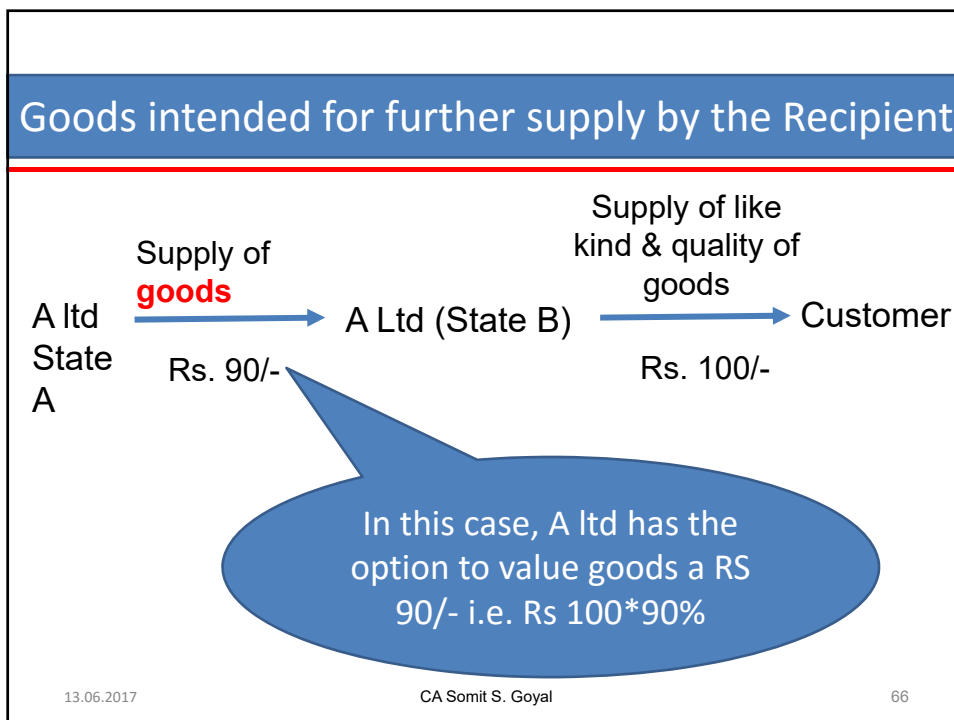 Goods intended for further supply by the Recipient
Supply of
goods
A ltd
State
A
Rs. 90/-
A Ltd (State B)
Supply of like
kind & quality of
goods
Rs. 100/-
Customer
In this case, A ltd has the
option to value goods a RS
90/- i.e. Rs 100*90%
13.06.2017
CA Somit S. Goyal
66